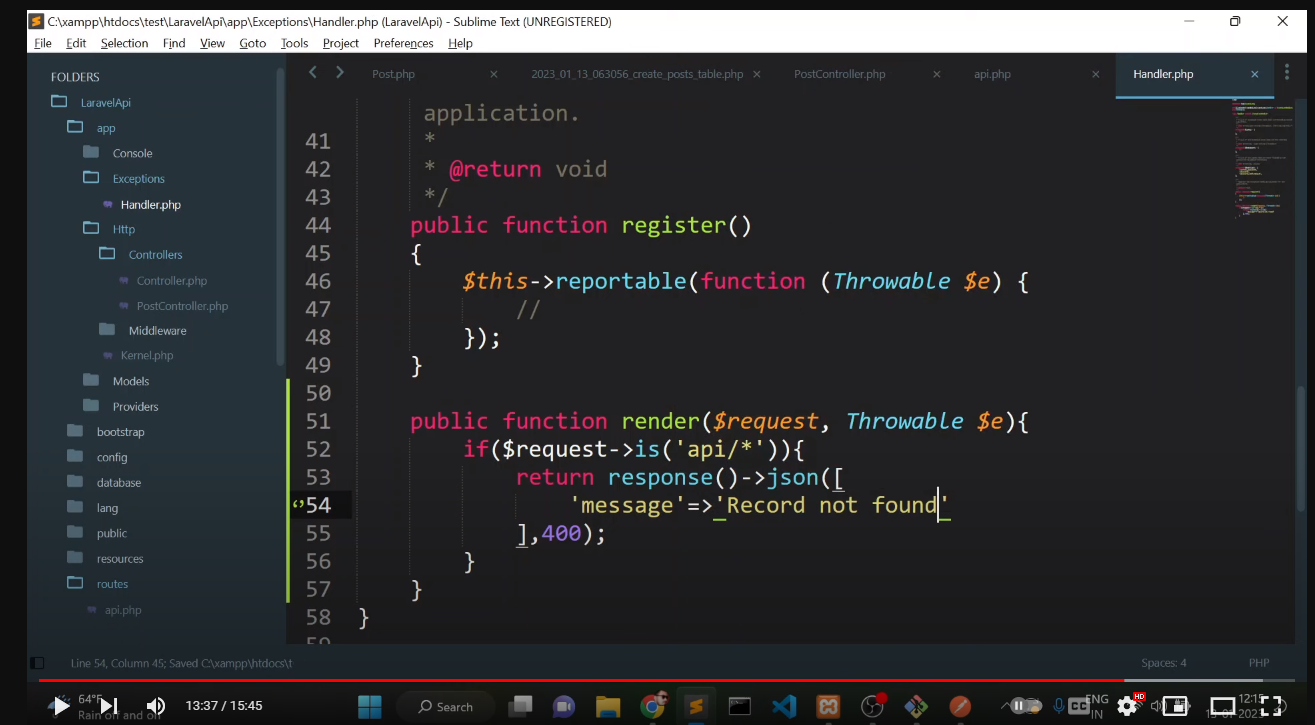 C:\xampp\htdocs\test\LaravelApi\app\Exceptions\Handler.php (LaravelApi) - Sublime Text (UNREGISTERED)
File Edit Selection Find View Goto Tools Project Preferences Help
FOLDERS
LaravelApi
app
Console
Exceptions
Handler.php
Http
Controllers
Controller.php
PostController.php
Middleware
Kernel.php
Models
Providers
bootstrap
config
database
lang
public
resources
routes
api.php
Post.php 2023_01_13_063056_create_posts_table.php PostController.php api.php Handler.php
application.
41 *
42 * @return void
43 */
44 public function register()
45 {
46 $this->reportable(function (Throwable $e) {
47 //
48 });
49 }
50
51 public function render($request, Throwable $e){
52 if($request->is('api/*')){
53 return response()->json([
54 'message'=>'Record not found'
55 ],400);
56 }
57 }
58 }
59
Line 54, Column 45; Saved C:\xampp\htdocs\t
Spaces: 4 PHP
64°F
Rain off and on
13:37 / 15:45
Search
CC
ENG
IN
HD
12:15